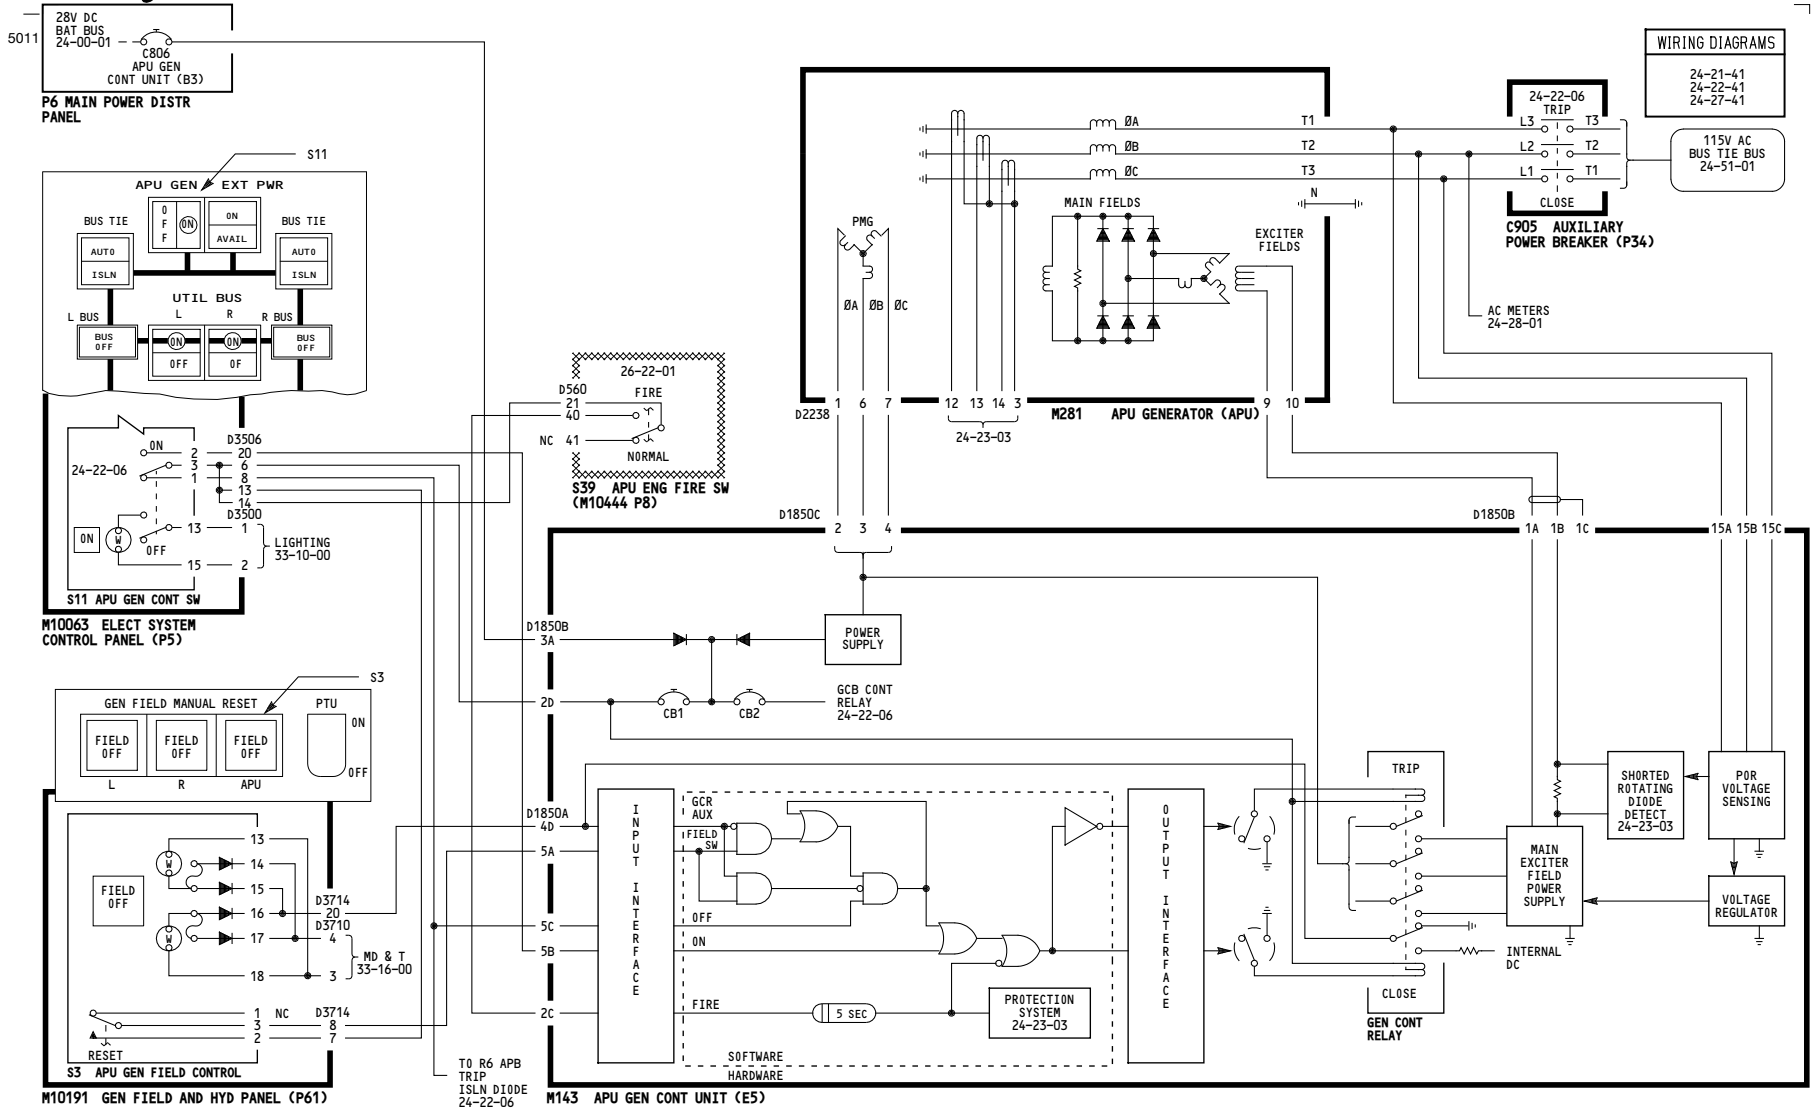 5011
28V DC
BAT BUS
24-00-01
C806
APU GEN
CONT UNIT (B3)
P6 MAIN POWER DISTR
PANEL
S11
APU GEN EXT PWR
O
F
F
ON
ON
AVAIL
BUS TIE
BUS TIE
AUTO
ISLN
AUTO
ISLN
UTIL BUS
L R
L BUS
R BUS
BUS
OFF
ON
OFF
ON
OF
BUS
OFF
ON
24-22-06
2
3
1
D3506
20
6
8
13
14
D3500
13 1
ON
W
OFF
15 2
LIGHTING
33-10-00
S11 APU GEN CONT SW
M10063 ELECT SYSTEM
CONTROL PANEL (P5)
S3
GEN FIELD MANUAL RESET
PTU
ON
OFF
FIELD
OFF
FIELD
OFF
FIELD
OFF
L R APU
13
W
14
15
FIELD
OFF
16
W
17
18
D3714
20
D3710
4
3
MD & T
33-16-00
1 NC
3
2
D3714
8
7
RESET
S3 APU GEN FIELD CONTROL
M10191 GEN FIELD AND HYD PANEL (P61)
26-22-01
FIRE
D560
21
40
NC 41
NORMAL
S39 APU ENG FIRE SW
(M10444 P8)
TO R6 APB
TRIP
ISLN DIODE
24-22-06
PMG
ØA ØB ØC
ØA
ØB
ØC
T1
T2
T3
N
MAIN FIELDS
EXCITER
FIELDS
D2238 1 6 7
12 13 14 3
24-23-03
M281 APU GENERATOR (APU)
9 10
24-22-06
TRIP
L3 T3
L2 T2
L1 T1
CLOSE
C905 AUXILIARY
POWER BREAKER (P34)
WIRING DIAGRAMS
24-21-41
24-22-41
24-27-41
115V AC
BUS TIE BUS
24-51-01
AC METERS
24-28-01
D1850C
2 3 4
D1850B
1A 1B 1C
15A 15B 15C
D1850B
3A
POWER
SUPPLY
2D
CB1 CB2
GCB CONT
RELAY
24-22-06
D1850A
4D
5A
5C
5B
2C
I
N
P
U
T
I
N
T
E
R
F
A
C
E
GCR
AUX
FIELD
SW
OFF
ON
FIRE
5 SEC
PROTECTION
SYSTEM
24-23-03
SOFTWARE
HARDWARE
O
U
T
P
U
T
I
N
T
E
R
F
A
C
E
TRIP
CLOSE
GEN CONT
RELAY
INTERNAL
DC
MAIN
EXCITER
FIELD
POWER
SUPPLY
SHORTED
ROTATING
DIODE
DETECT
24-23-03
POR
VOLTAGE
SENSING
VOLTAGE
REGULATOR
M143 APU GEN CONT UNIT (E5)